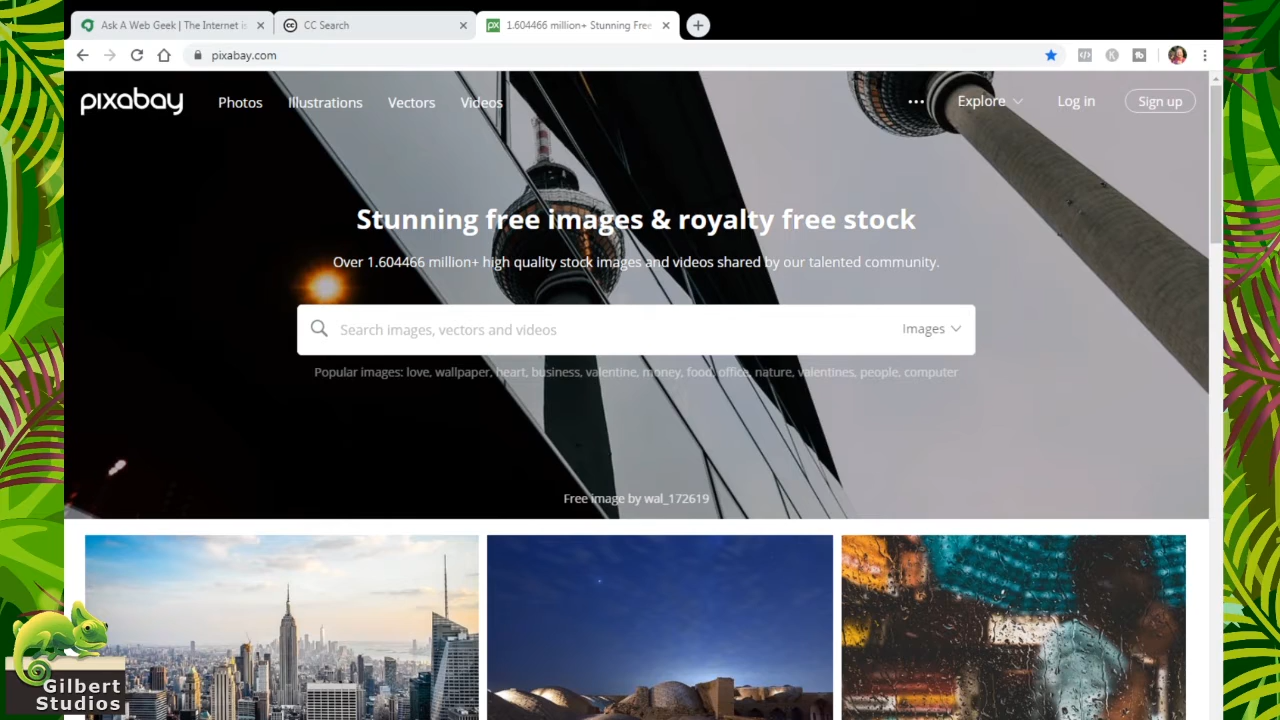 Ask A Web Geek | The Internet is
CC Search
1.604466 million+ Stunning Free
pixabay.com
pixabay
Photos
Illustrations
Vectors
Videos
Explore
Log in
Sign up
Stunning free images & royalty free stock
Over 1.604466 million+ high quality stock images and videos shared by our talented community.
Search images, vectors and videos
Images
Popular images: love, wallpaper, heart, business, valentine, money, food, office, nature, valentines, people, computer
Free image by wal_172619
Gilbert
Studios